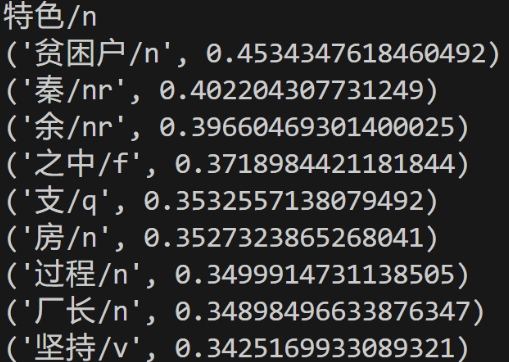 特色/n
('贫困户/n', 0.4534347618460492)
('秦/nr', 0.402204307731249)
('余/nr', 0.39660469301400025)
('之中/f', 0.3718984421181844)
('支/q', 0.3532557138079492)
('房/n', 0.3527323865268041)
('过程/n', 0.3499914731138505)
('厂长/n', 0.34898496633876347)
('坚持/v', 0.3425169933089321)